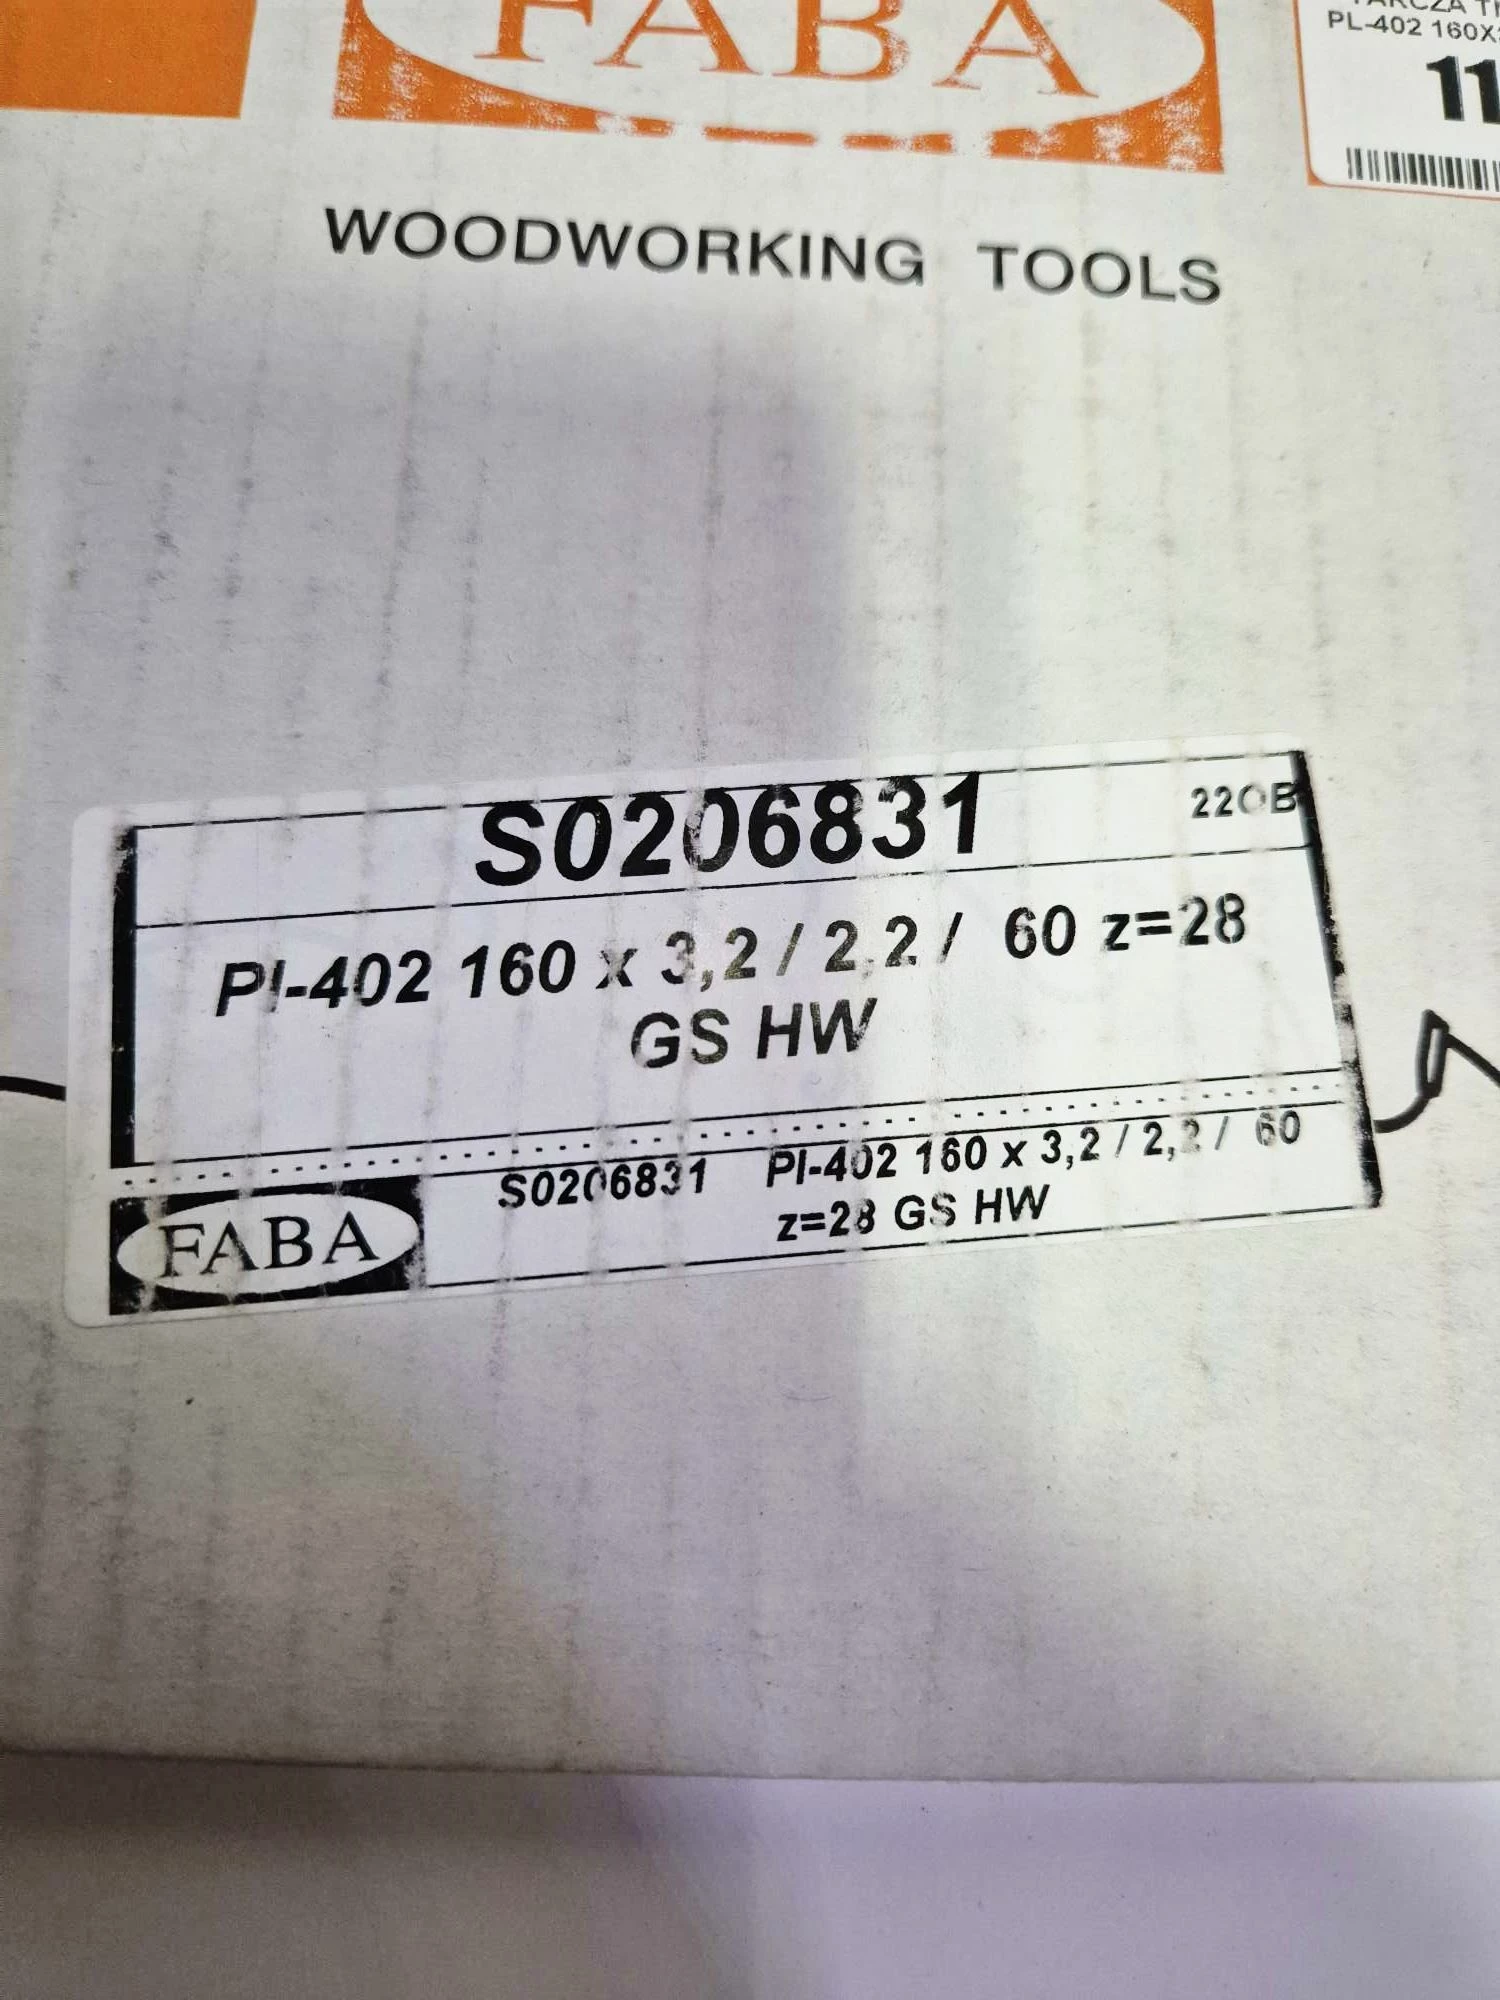 FABA
PL-402 160X
11
WOODWORKING TOOLS
S0206831
PI-402 160 x 3,2 / 2,2 / 60 z=28
GS HW
S0206831 PI-402 160 x 3,2 / 2,2 / 60
z=28 GS HW
FABA